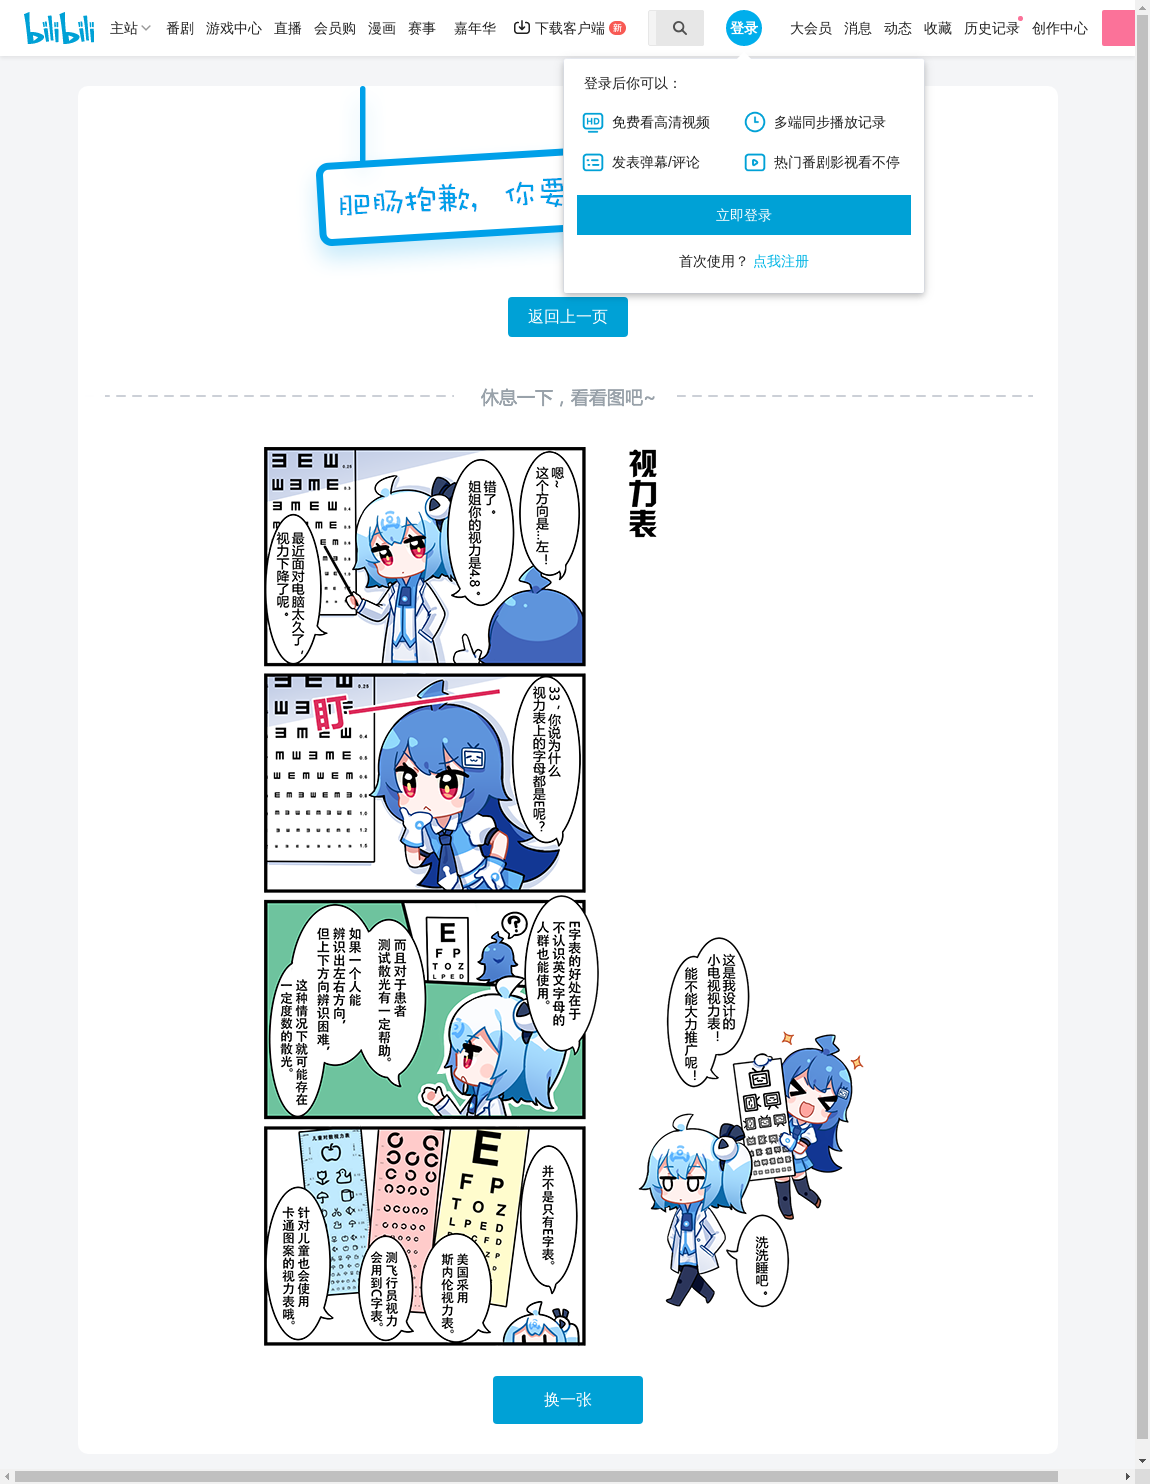 bilibili
主站 番剧 游戏中心 直播 会员购 漫画 赛事 嘉年华 下载客户端 新 登录 大会员 消息 动态 收藏 历史记录 创作中心
登录后你可以：
免费看高清视频 多端同步播放记录
发表弹幕/评论 热门番剧影视看不停
立即登录
首次使用？ 点我注册
肥肠抱歉，你要
返回上一页
休息一下，看看图吧~
视力表
嗯~
这个方向是...左！
错了。
姐姐你的视力是4.8。
最近面对电脑太久了，
视力下降了呢。
盯
33，你说为什么
视力表上的字母都是E呢？
E字表的好处在于
不认识英文字母的
人群也能使用。
而且对于患者
测试散光有一定帮助。
如果一个人能
辨识出左右方向，
但上下方向辨识困难，
这种情况下就可能存在
一定度数的散光。
E
F P
T O Z
L P E D
并不是只有E字表。
美国采用
斯内伦视力表。
测飞行员视力
会用到C字表。
针对儿童也会使用
卡通图案的视力表哦。
儿童对数视力表
E
F P
T O Z
L P E D
这是我设计的
小电视视力表！
能不能大力推广呢！
洗洗睡吧。
换一张